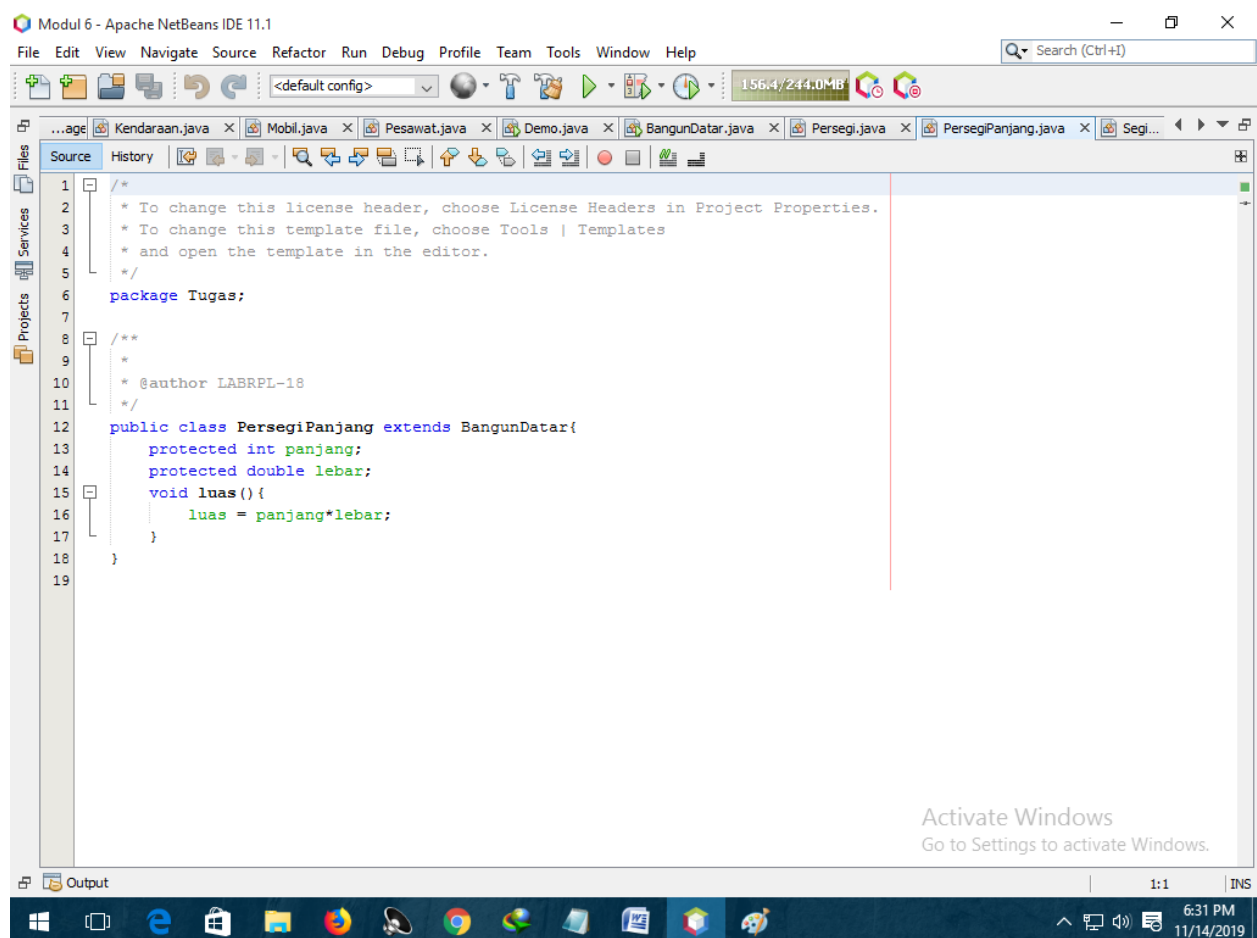 Modul 6 - Apache NetBeans IDE 11.1
File Edit View Navigate Source Refactor Run Debug Profile Team Tools Window Help
Search (Ctrl+I)
<default config>
156.4/244.0MB
...age Kendaraan.java Mobil.java Pesawat.java Demo.java BangunDatar.java Persegi.java PersegiPanjang.java Segi...
Source History
Files
Services
Projects
1 /*
2 * To change this license header, choose License Headers in Project Properties.
3 * To change this template file, choose Tools | Templates
4 * and open the template in the editor.
5 */
6 package Tugas;
7
8 /**
9 *
10 * @author LABRPL-18
11 */
12 public class PersegiPanjang extends BangunDatar{
13 protected int panjang;
14 protected double lebar;
15 void luas(){
16 luas = panjang*lebar;
17 }
18 }
19
Activate Windows
Go to Settings to activate Windows.
Output
1:1 INS
6:31 PM
11/14/2019